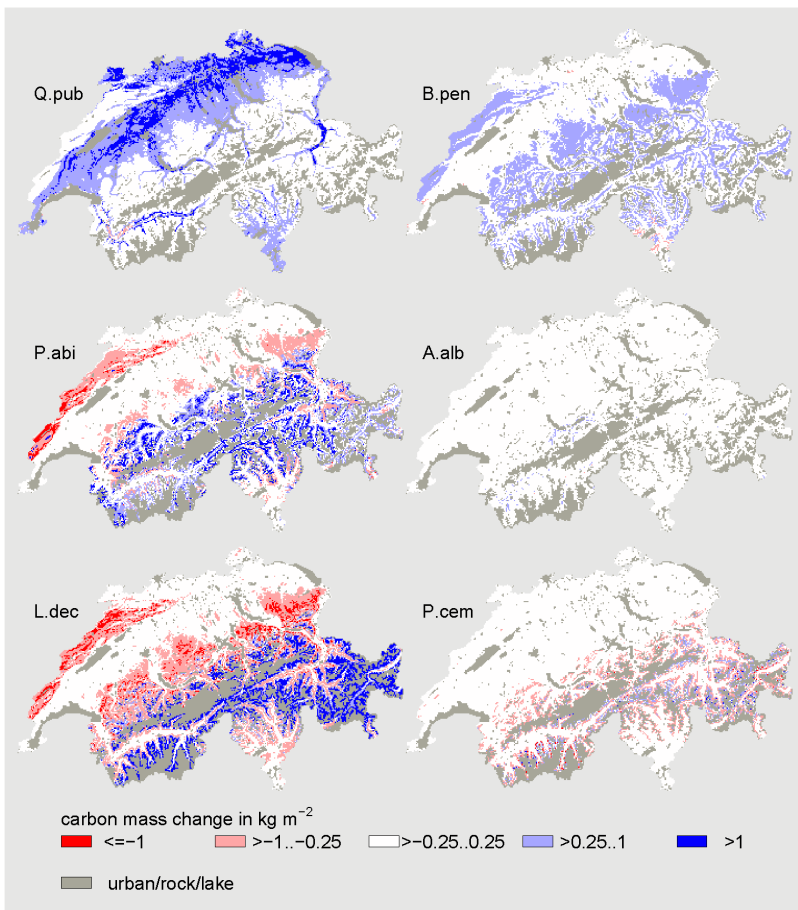 Q.pub
B.pen
P.abi
A.alb
L.dec
P.cem
carbon mass change in kg m−2
<=−1
>−1..−0.25
>−0.25..0.25
>0.25..1
>1
urban/rock/lake